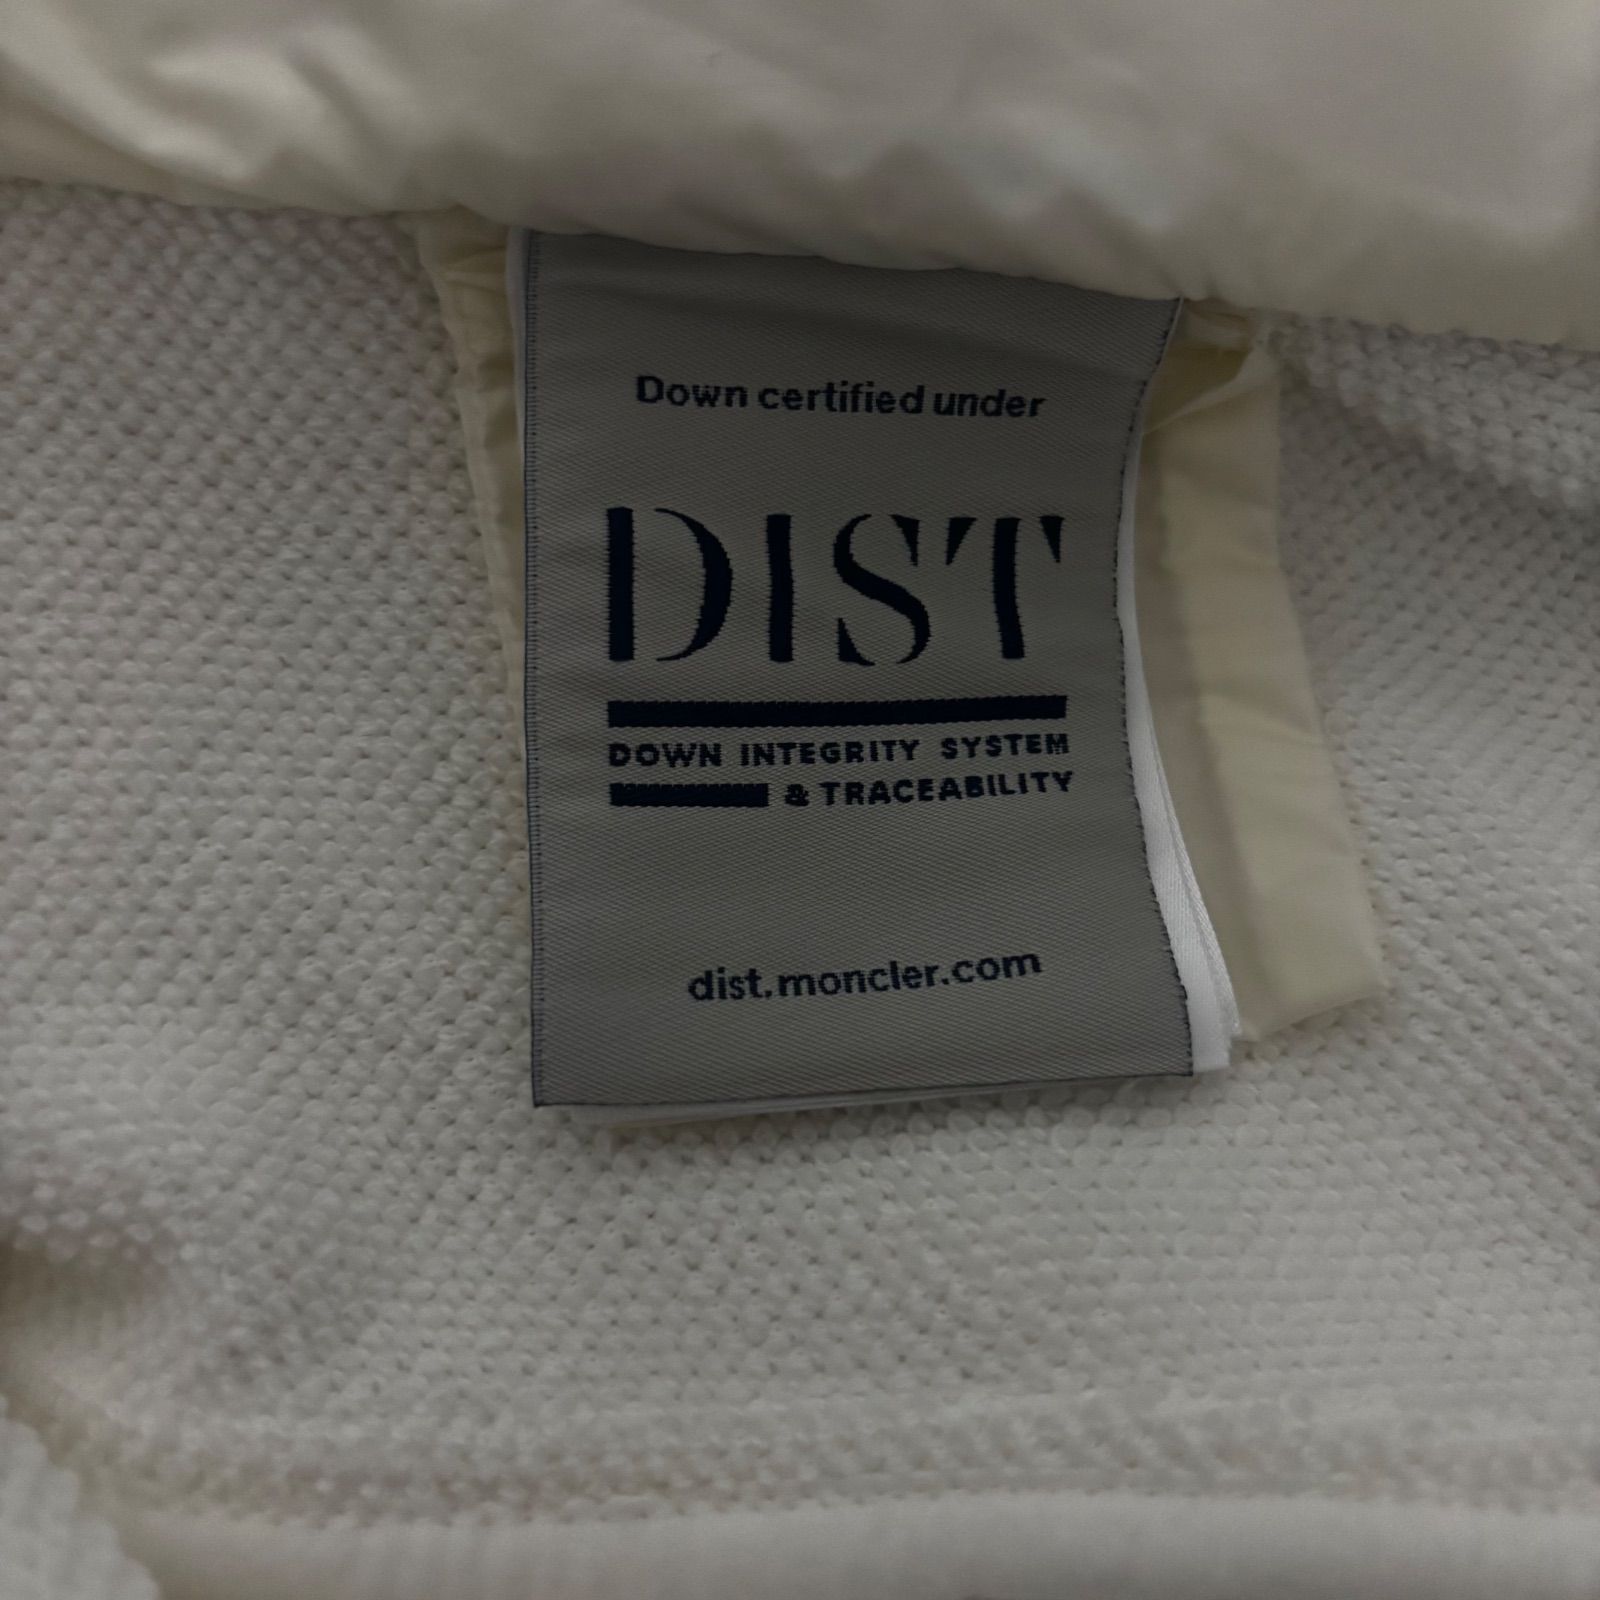 Down certified under
DIST
DOWN INTEGRITY SYSTEM
& TRACEABILITY
dist.moncler.com